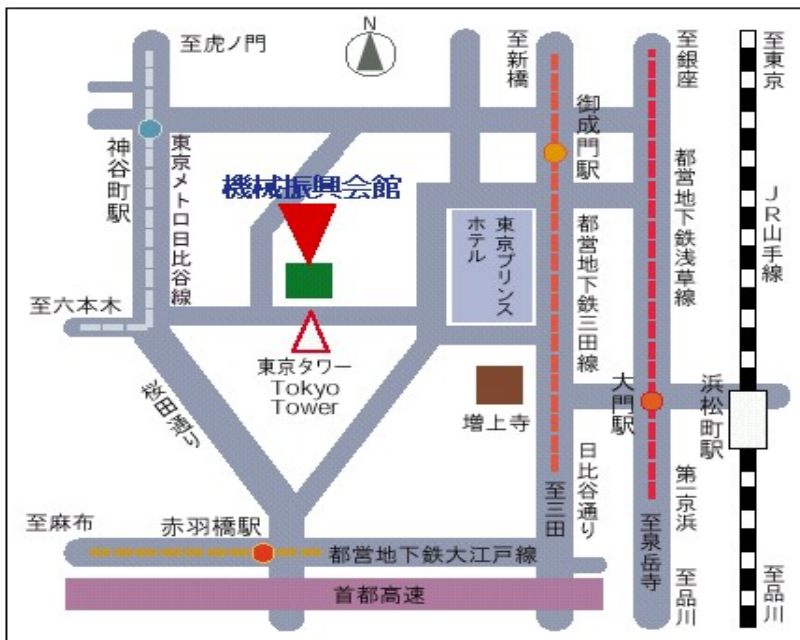 N
至虎ノ門
至新橋
至銀座
至東京
御成門駅
神谷町駅
東京メトロ日比谷線
機械振興会館
都営地下鉄浅草線
JR山手線
東京プリンス
ホテル
都営地下鉄三田線
至六本木
東京タワー
Tokyo
Tower
桜田通り
増上寺
大門駅
浜松町駅
日比谷通り
第一京浜
至三田
至泉岳寺
至麻布
赤羽橋駅
都営地下鉄大江戸線
首都高速
至品川
至品川